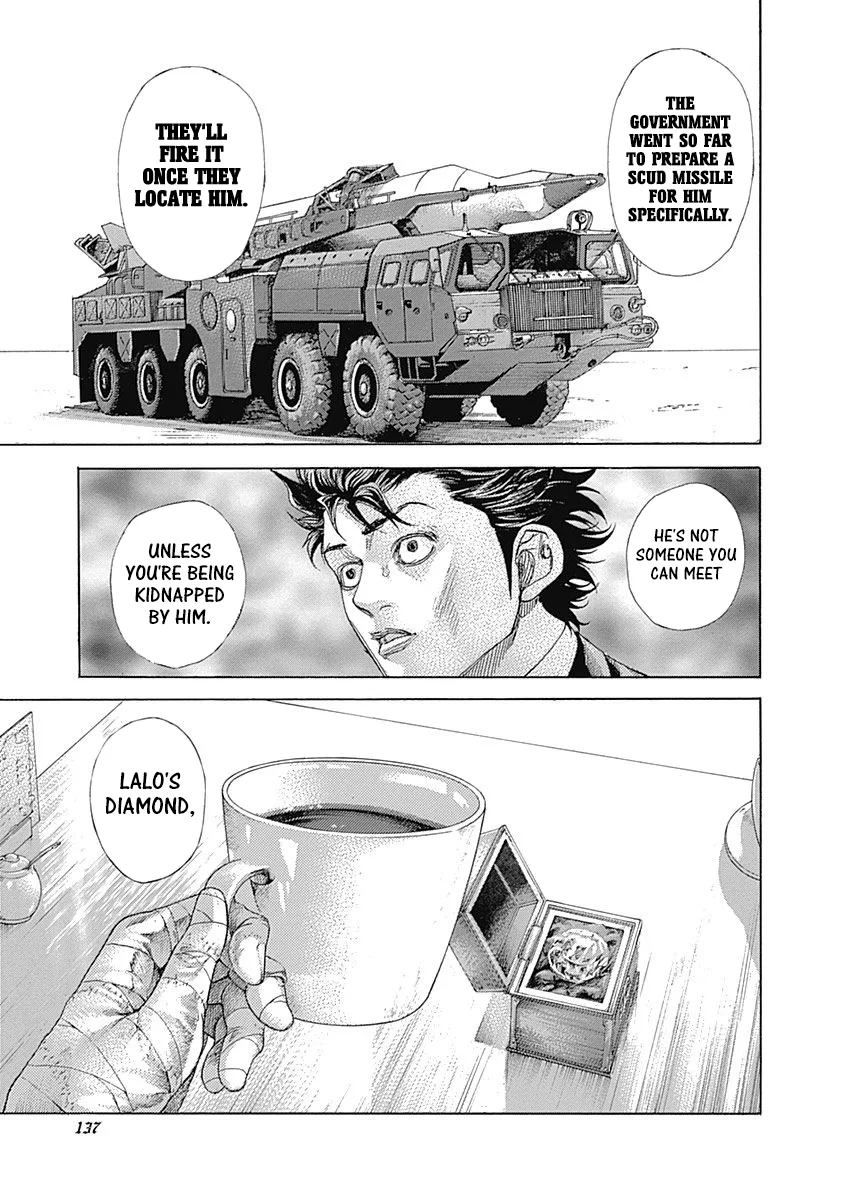 THE
GOVERNMENT
WENT SO FAR
TO PREPARE A
SCUD MISSILE
FOR HIM
SPECIFICALLY.
THEY'LL
FIRE IT
ONCE THEY
LOCATE HIM.
HE'S NOT
SOMEONE YOU
CAN MEET
UNLESS
YOU'RE BEING
KIDNAPPED
BY HIM.
LALO'S
DIAMOND,
137